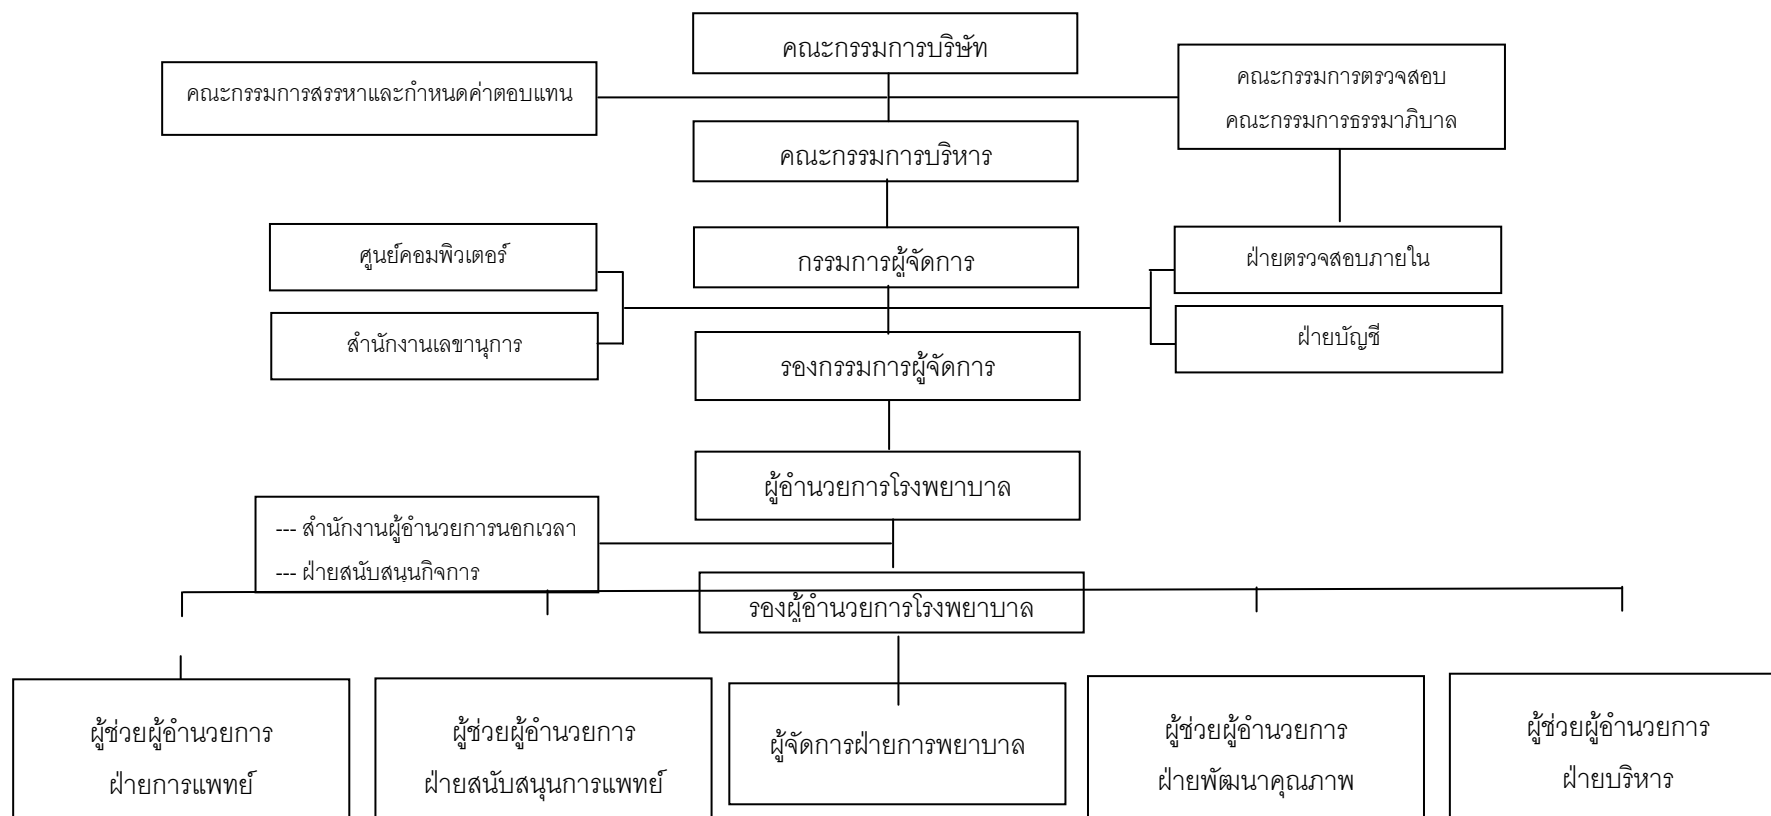 คณะกรรมการบริษัท
คณะกรรมการสรรหาและกำหนดค่าตอบแทน
คณะกรรมการตรวจสอบ
คณะกรรมการธรรมาภิบาล
คณะกรรมการบริหาร
ศูนย์คอมพิวเตอร์
กรรมการผู้จัดการ
ฝ่ายตรวจสอบภายใน
สำนักงานเลขานุการ
รองกรรมการผู้จัดการ
ฝ่ายบัญชี
ผู้อำนวยการโรงพยาบาล
--- สำนักงานผู้อำนวยการนอกเวลา
--- ฝ่ายสนับสนุนกิจการ
รองผู้อำนวยการโรงพยาบาล
ผู้ช่วยผู้อำนวยการ
ฝ่ายการแพทย์
ผู้ช่วยผู้อำนวยการ
ฝ่ายสนับสนุนการแพทย์
ผู้จัดการฝ่ายการพยาบาล
ผู้ช่วยผู้อำนวยการ
ฝ่ายพัฒนาคุณภาพ
ผู้ช่วยผู้อำนวยการ
ฝ่ายบริหาร